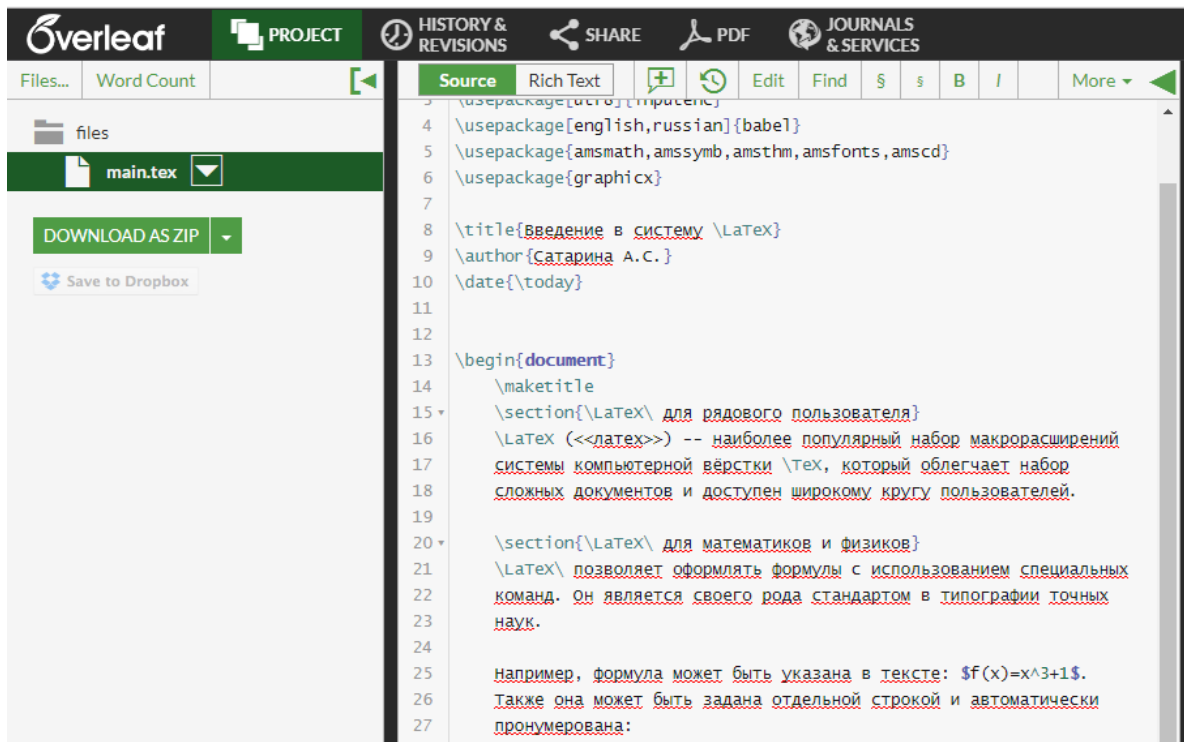 Overleaf
PROJECT
HISTORY &
REVISIONS
SHARE
PDF
JOURNALS
& SERVICES
Files...
Word Count
Source
Rich Text
Edit
Find
§
§
B
I
More
files
main.tex
DOWNLOAD AS ZIP
Save to Dropbox
3 \usepackage[utf8]{inputenc}
4 \usepackage[english,russian]{babel}
5 \usepackage{amsmath,amssymb,amsthm,amsfonts,amscd}
6 \usepackage{graphicx}
7
8 \title{Введение в систему \LaTeX}
9 \author{Сатарина А.С.}
10 \date{\today}
11
12
13 \begin{document}
14 \maketitle
15 \section{\LaTeX\ для рядового пользователя}
16 \LaTeX (<<латех>>) -- наиболее популярный набор макрорасширений
17 системы компьютерной вёрстки \TeX, который облегчает набор
18 сложных документов и доступен широкому кругу пользователей.
19
20 \section{\LaTeX\ для математиков и физиков}
21 \LaTeX\ позволяет оформлять формулы с использованием специальных
22 команд. Он является своего рода стандартом в типографии точных
23 наук.
24
25 Например, формула может быть указана в тексте: $f(x)=x^3+1$.
26 Также она может быть задана отдельной строкой и автоматически
27 пронумерована: